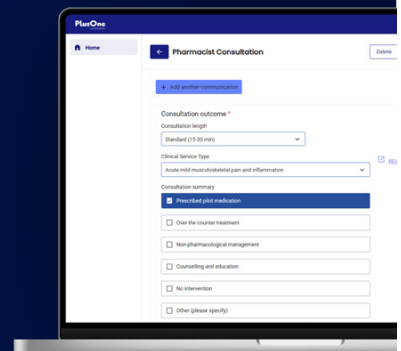 PlusOne
Home
Pharmacist Consultation
Delete
+ Add another communication
Consultation outcome *
Consultation length
Standard (15-30 min)
Clinical Service Type
Acute mild musculoskeletal pain and inflammation
Consultation summary
Prescribed pilot medication
Over the counter treatment
Non-pharmacological management
Counselling and education
No intervention
Other (please specify)